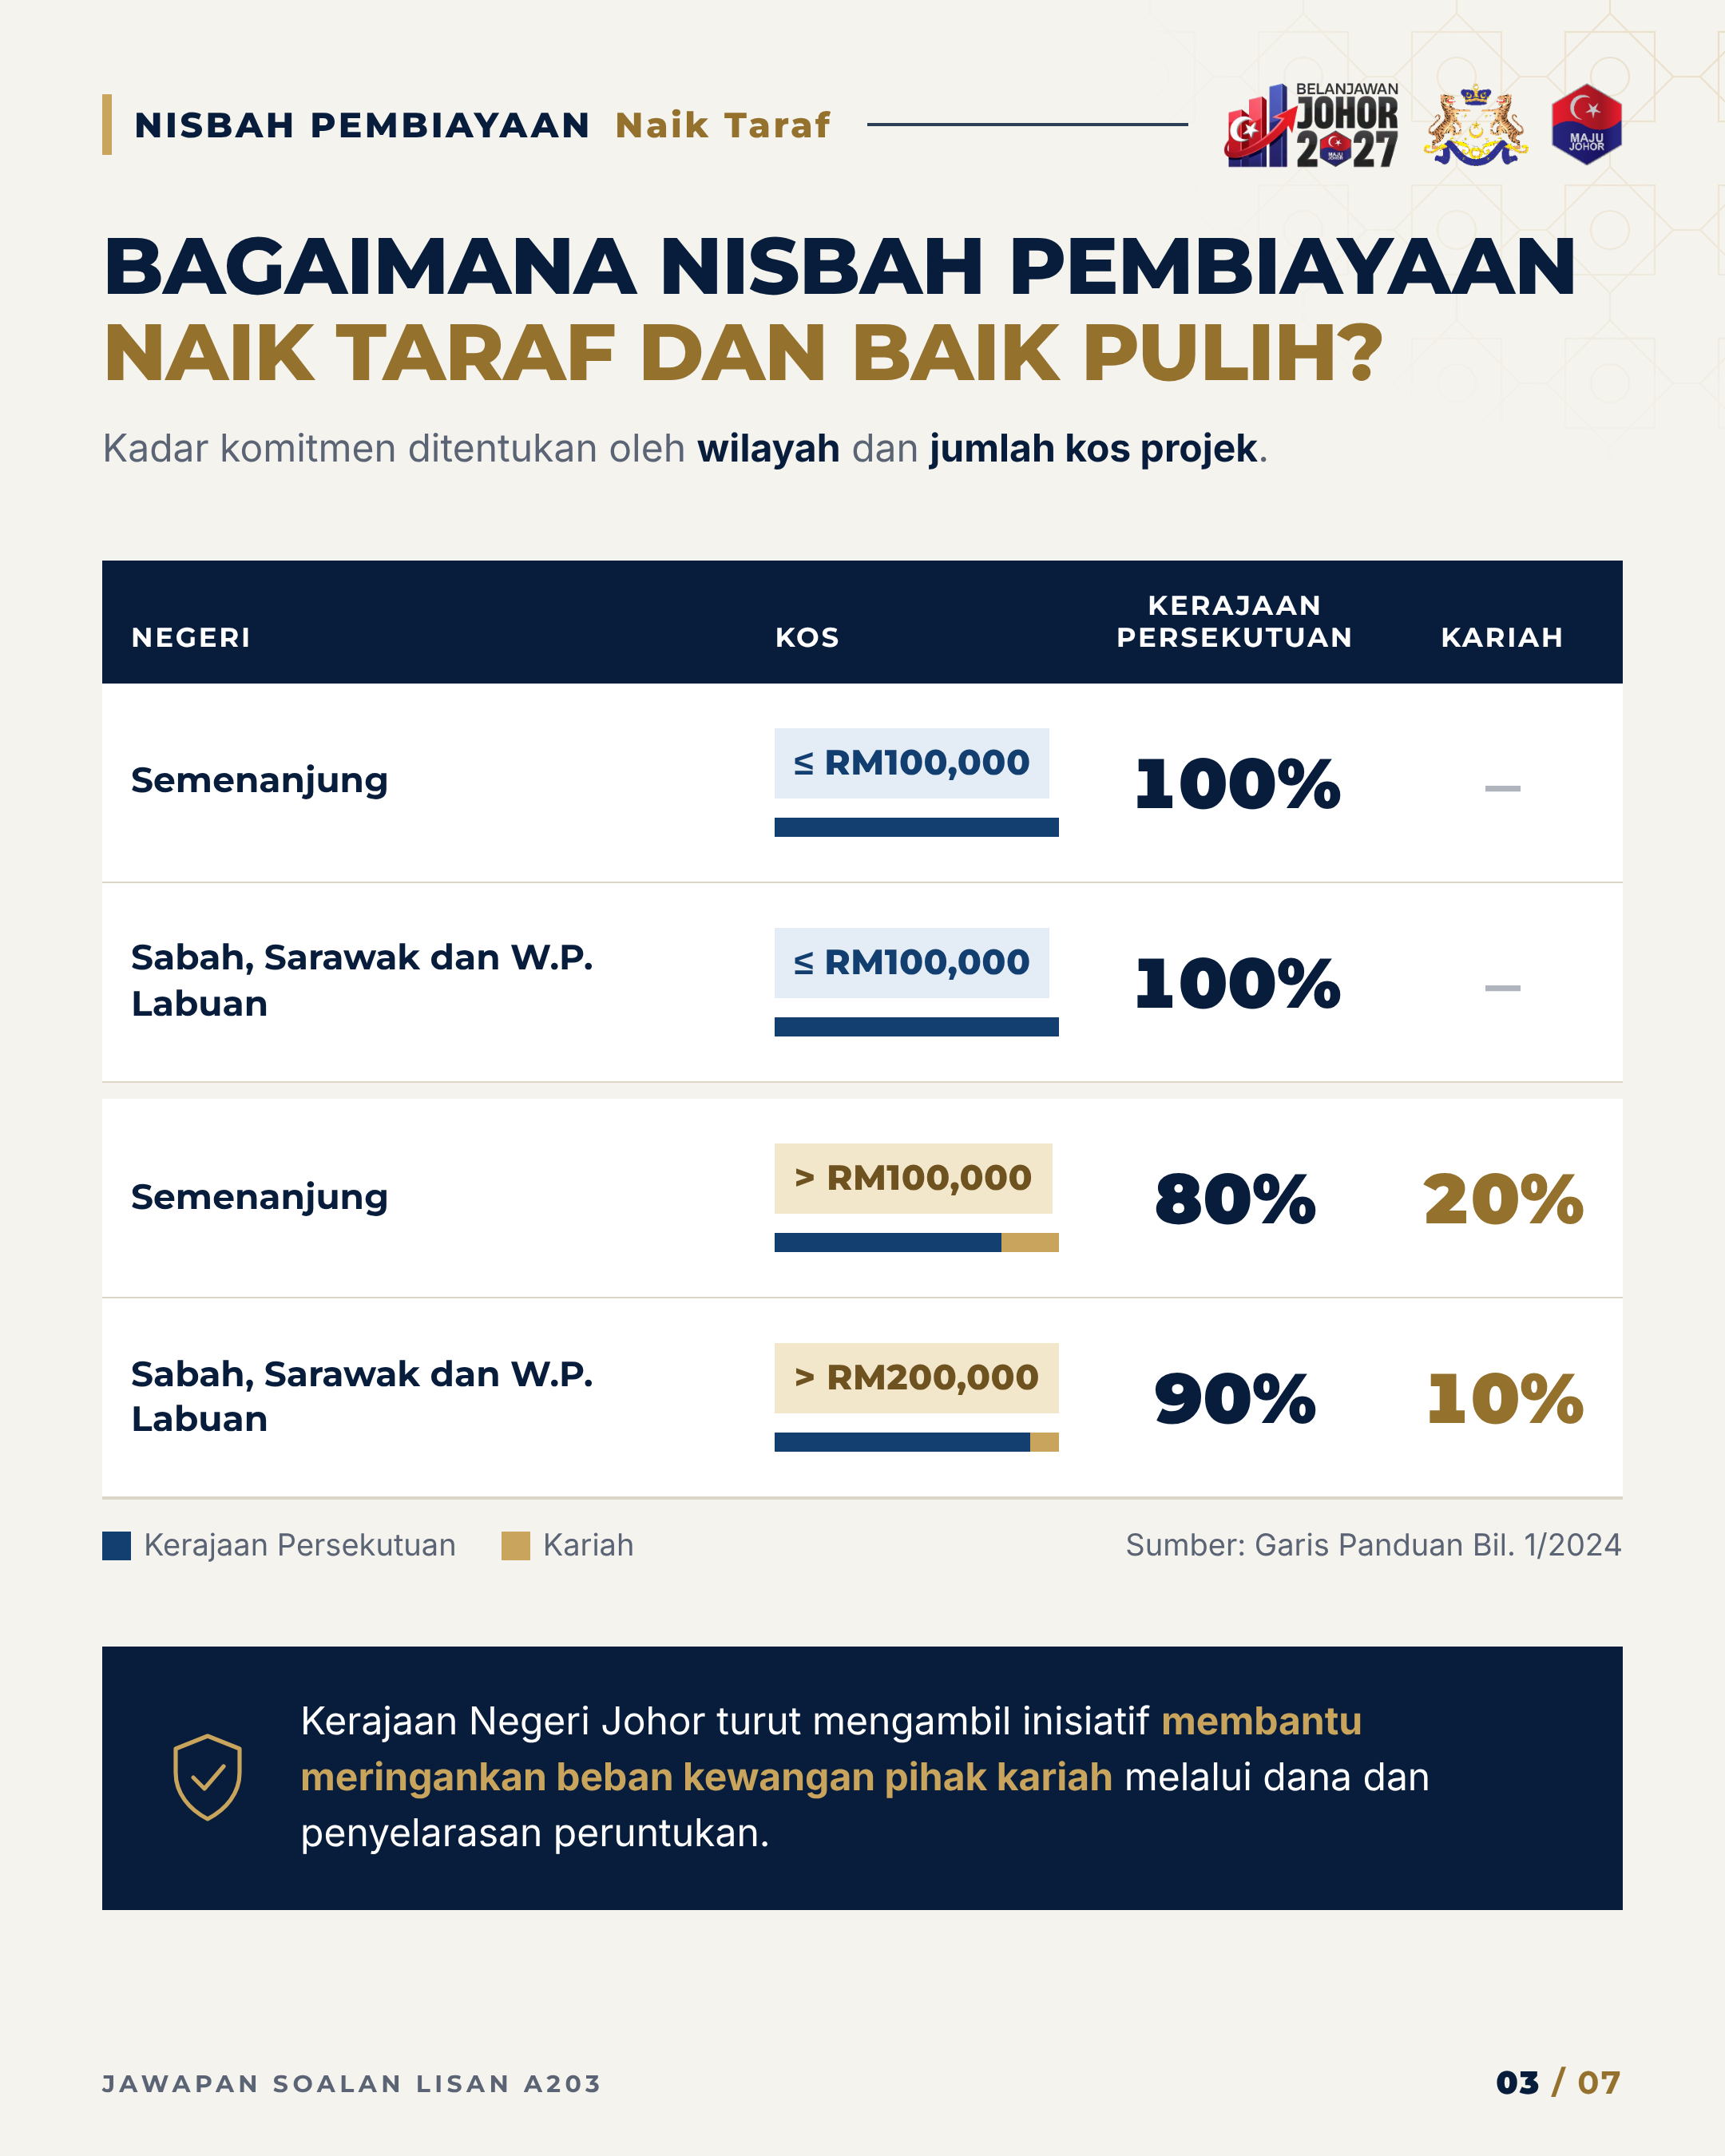 NISBAH PEMBIAYAAN Naik Taraf
BELANJAWAN
JOHOR
2027
MAJU
JOHOR
BAGAIMANA NISBAH PEMBIAYAAN
NAIK TARAF DAN BAIK PULIH?
Kadar komitmen ditentukan oleh wilayah dan jumlah kos projek.
NEGERI KOS KERAJAAN PERSEKUTUAN KARIAH
Semenanjung ≤ RM100,000 100% –
Sabah, Sarawak dan W.P.
Labuan
≤ RM100,000 100% –
Semenanjung > RM100,000 80% 20%
Sabah, Sarawak dan W.P.
Labuan
> RM200,000 90% 10%
Kerajaan Persekutuan Kariah Sumber: Garis Panduan Bil. 1/2024
Kerajaan Negeri Johor turut mengambil inisiatif membantu
meringankan beban kewangan pihak kariah melalui dana dan
penyelarasan peruntukan.
JAWAPAN SOALAN LISAN A203 03 / 07